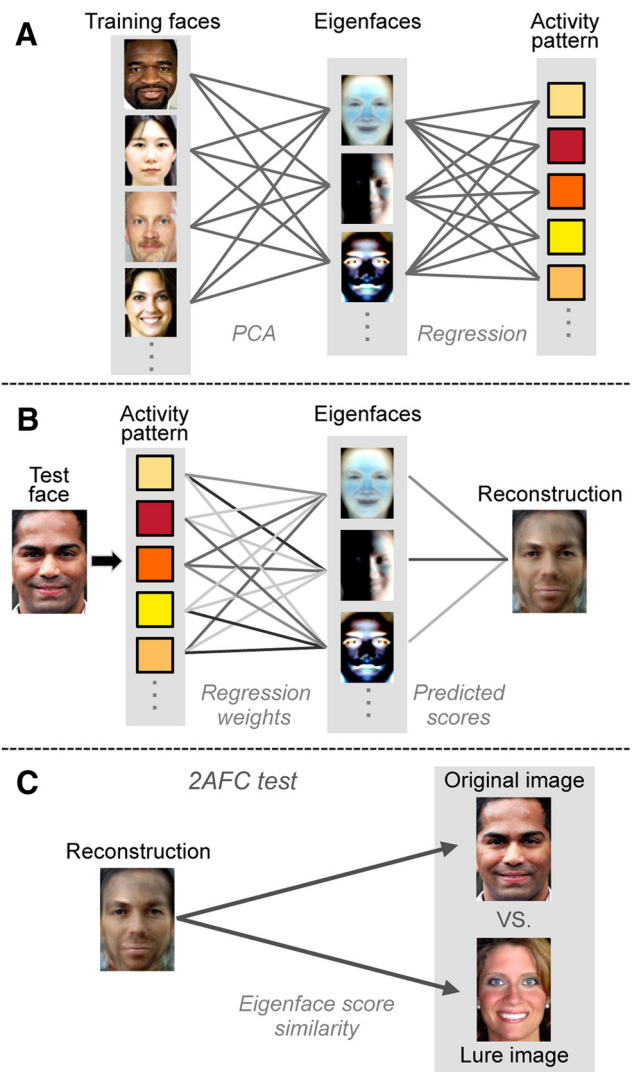 A
Training faces
Eigenfaces
Activity
pattern
PCA
Regression
B
Test
face
Activity
pattern
Eigenfaces
Reconstruction
Regression
weights
Predicted
scores
C
2AFC test
Reconstruction
Original image
VS.
Eigenface score
similarity
Lure image